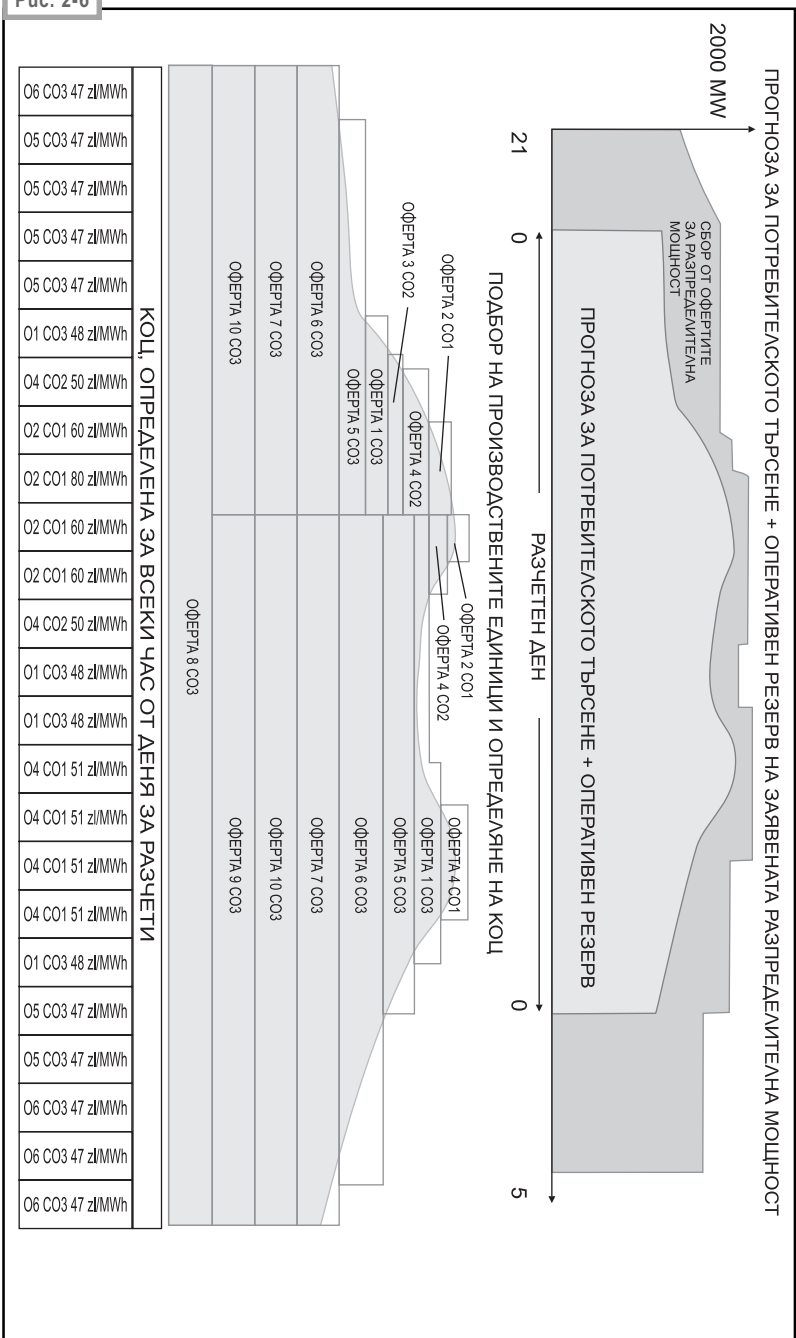 Рис. 2-6
ПРОГНОЗА ЗА ПОТРЕБИТЕЛСКОТО ТЪРСЕНЕ + ОПЕРАТИВЕН РЕЗЕРВ НА ЗАЯВЕНАТА РАЗПРЕДЕЛИТЕЛНА МОЩНОСТ
2000 MW
СБОР ОТ ОФЕРТИТЕ
ЗА РАЗПРЕДЕЛИТЕЛНА
МОЩНОСТ
ПРОГНОЗА ЗА ПОТРЕБИТЕЛСКОТО ТЪРСЕНЕ + ОПЕРАТИВЕН РЕЗЕРВ
21
0
РАЗЧЕТЕН ДЕН
0
5
ПОДБОР НА ПРОИЗВОДСТВЕНИТЕ ЕДИНИЦИ И ОПРЕДЕЛЯНЕ НА КОЦ
ОФЕРТА 2 СО1
ОФЕРТА 3 СО2
ОФЕРТА 4 СО2
ОФЕРТА 1 СО3
ОФЕРТА 5 СО3
ОФЕРТА 6 СО3
ОФЕРТА 7 СО3
ОФЕРТА 10 СО3
ОФЕРТА 2 СО1
ОФЕРТА 4 СО2
ОФЕРТА 4 СО1
ОФЕРТА 1 СО3
ОФЕРТА 5 СО3
ОФЕРТА 6 СО3
ОФЕРТА 7 СО3
ОФЕРТА 10 СО3
ОФЕРТА 9 СО3
ОФЕРТА 8 СО3
КОЦ, ОПРЕДЕЛЕНА ЗА ВСЕКИ ЧАС ОТ ДЕНЯ ЗА РАЗЧЕТИ
О6 СО3 47 zl/MWh
О5 СО3 47 zl/MWh
О5 СО3 47 zl/MWh
О5 СО3 47 zl/MWh
О5 СО3 47 zl/MWh
О1 СО3 48 zl/MWh
О4 СО2 50 zl/MWh
О2 СО1 60 zl/MWh
О2 СО1 80 zl/MWh
О2 СО1 60 zl/MWh
О2 СО1 60 zl/MWh
О4 СО2 50 zl/MWh
О1 СО3 48 zl/MWh
О1 СО3 48 zl/MWh
О4 СО1 51 zl/MWh
О4 СО1 51 zl/MWh
О4 СО1 51 zl/MWh
О4 СО1 51 zl/MWh
О1 СО3 48 zl/MWh
О5 СО3 47 zl/MWh
О5 СО3 47 zl/MWh
О6 СО3 47 zl/MWh
О6 СО3 47 zl/MWh
О6 СО3 47 zl/MWh